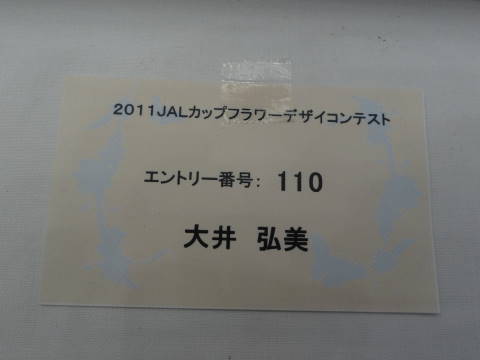 2011JALカップフラワーデザイコンテスト
エントリー番号： 110
大井 弘美